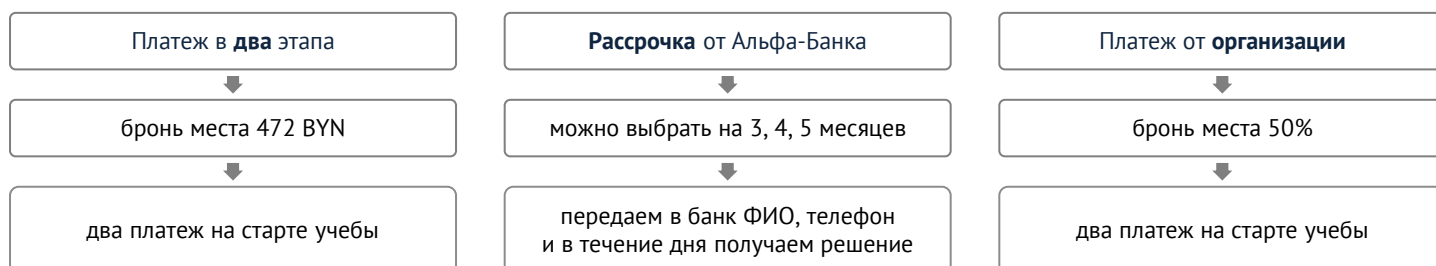 Платеж в два этапа
бронь места 472 BYN
два платеж на старте учебы
Рассрочка от Альфа-Банка
можно выбрать на 3, 4, 5 месяцев
передаем в банк ФИО, телефон
и в течение дня получаем решение
Платеж от организации
бронь места 50%
два платеж на старте учебы